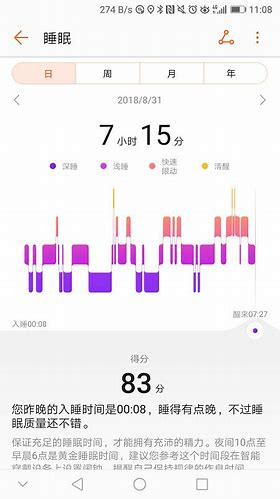 274 B/s 11:08
睡眠
日 周 月 年
2018/8/31
7 小时 15 分
深睡 浅睡 快速眼动 清醒
醒来 07:27
入睡00:08
得分
83 分
您昨晚的入睡时间是00:08，睡得有点晚，不过
睡眠质量还不错。
保证充足的睡眠时间，才能拥有充沛的精力。夜间10点至
早晨6点是黄金睡眠时间，建议您参考这个时间段在智能
穿戴设备上设置闹钟，提醒自己保持规律的作息时间